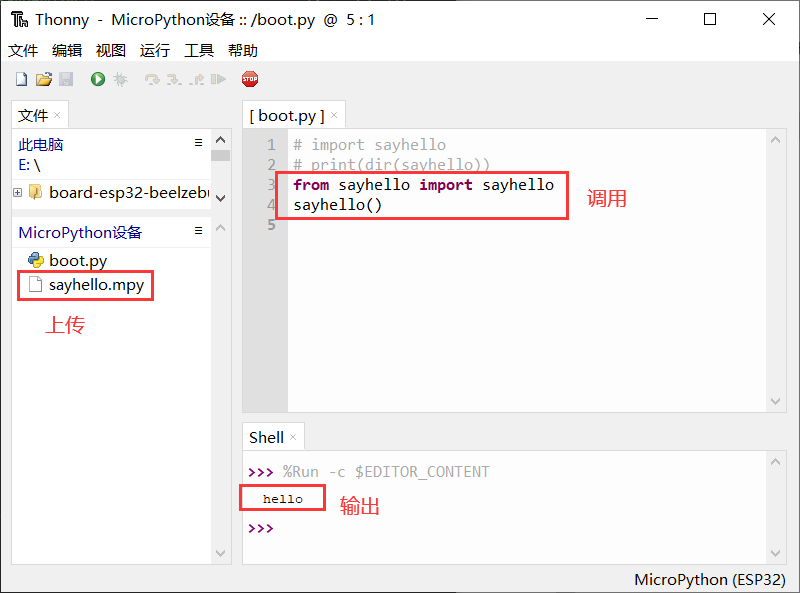 Thonny - MicroPython设备 :: /boot.py @ 5 : 1
文件 编辑 视图 运行 工具 帮助
STOP
文件 ×
此电脑
E: \
board-esp32-beelzebu
MicroPython设备
boot.py
sayhello.mpy
上传
[ boot.py ] ×
1 # import sayhello
2 # print(dir(sayhello))
3 from sayhello import sayhello
4 sayhello()
5
调用
Shell ×
>>> %Run -c $EDITOR_CONTENT
hello
输出
>>>
MicroPython (ESP32)